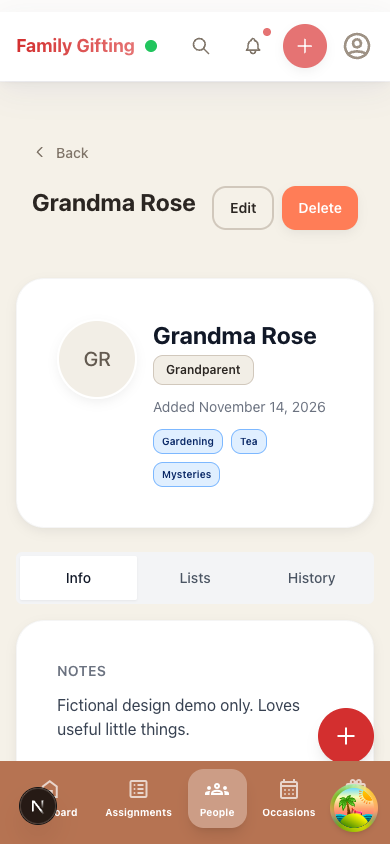 Family Gifting
Back
Grandma Rose
Edit
Delete
GR
Grandma Rose
Grandparent
Added November 14, 2026
Gardening
Tea
Mysteries
Info
Lists
History
NOTES
Fictional design demo only. Loves
useful little things.
N
Assignments
People
Occasions